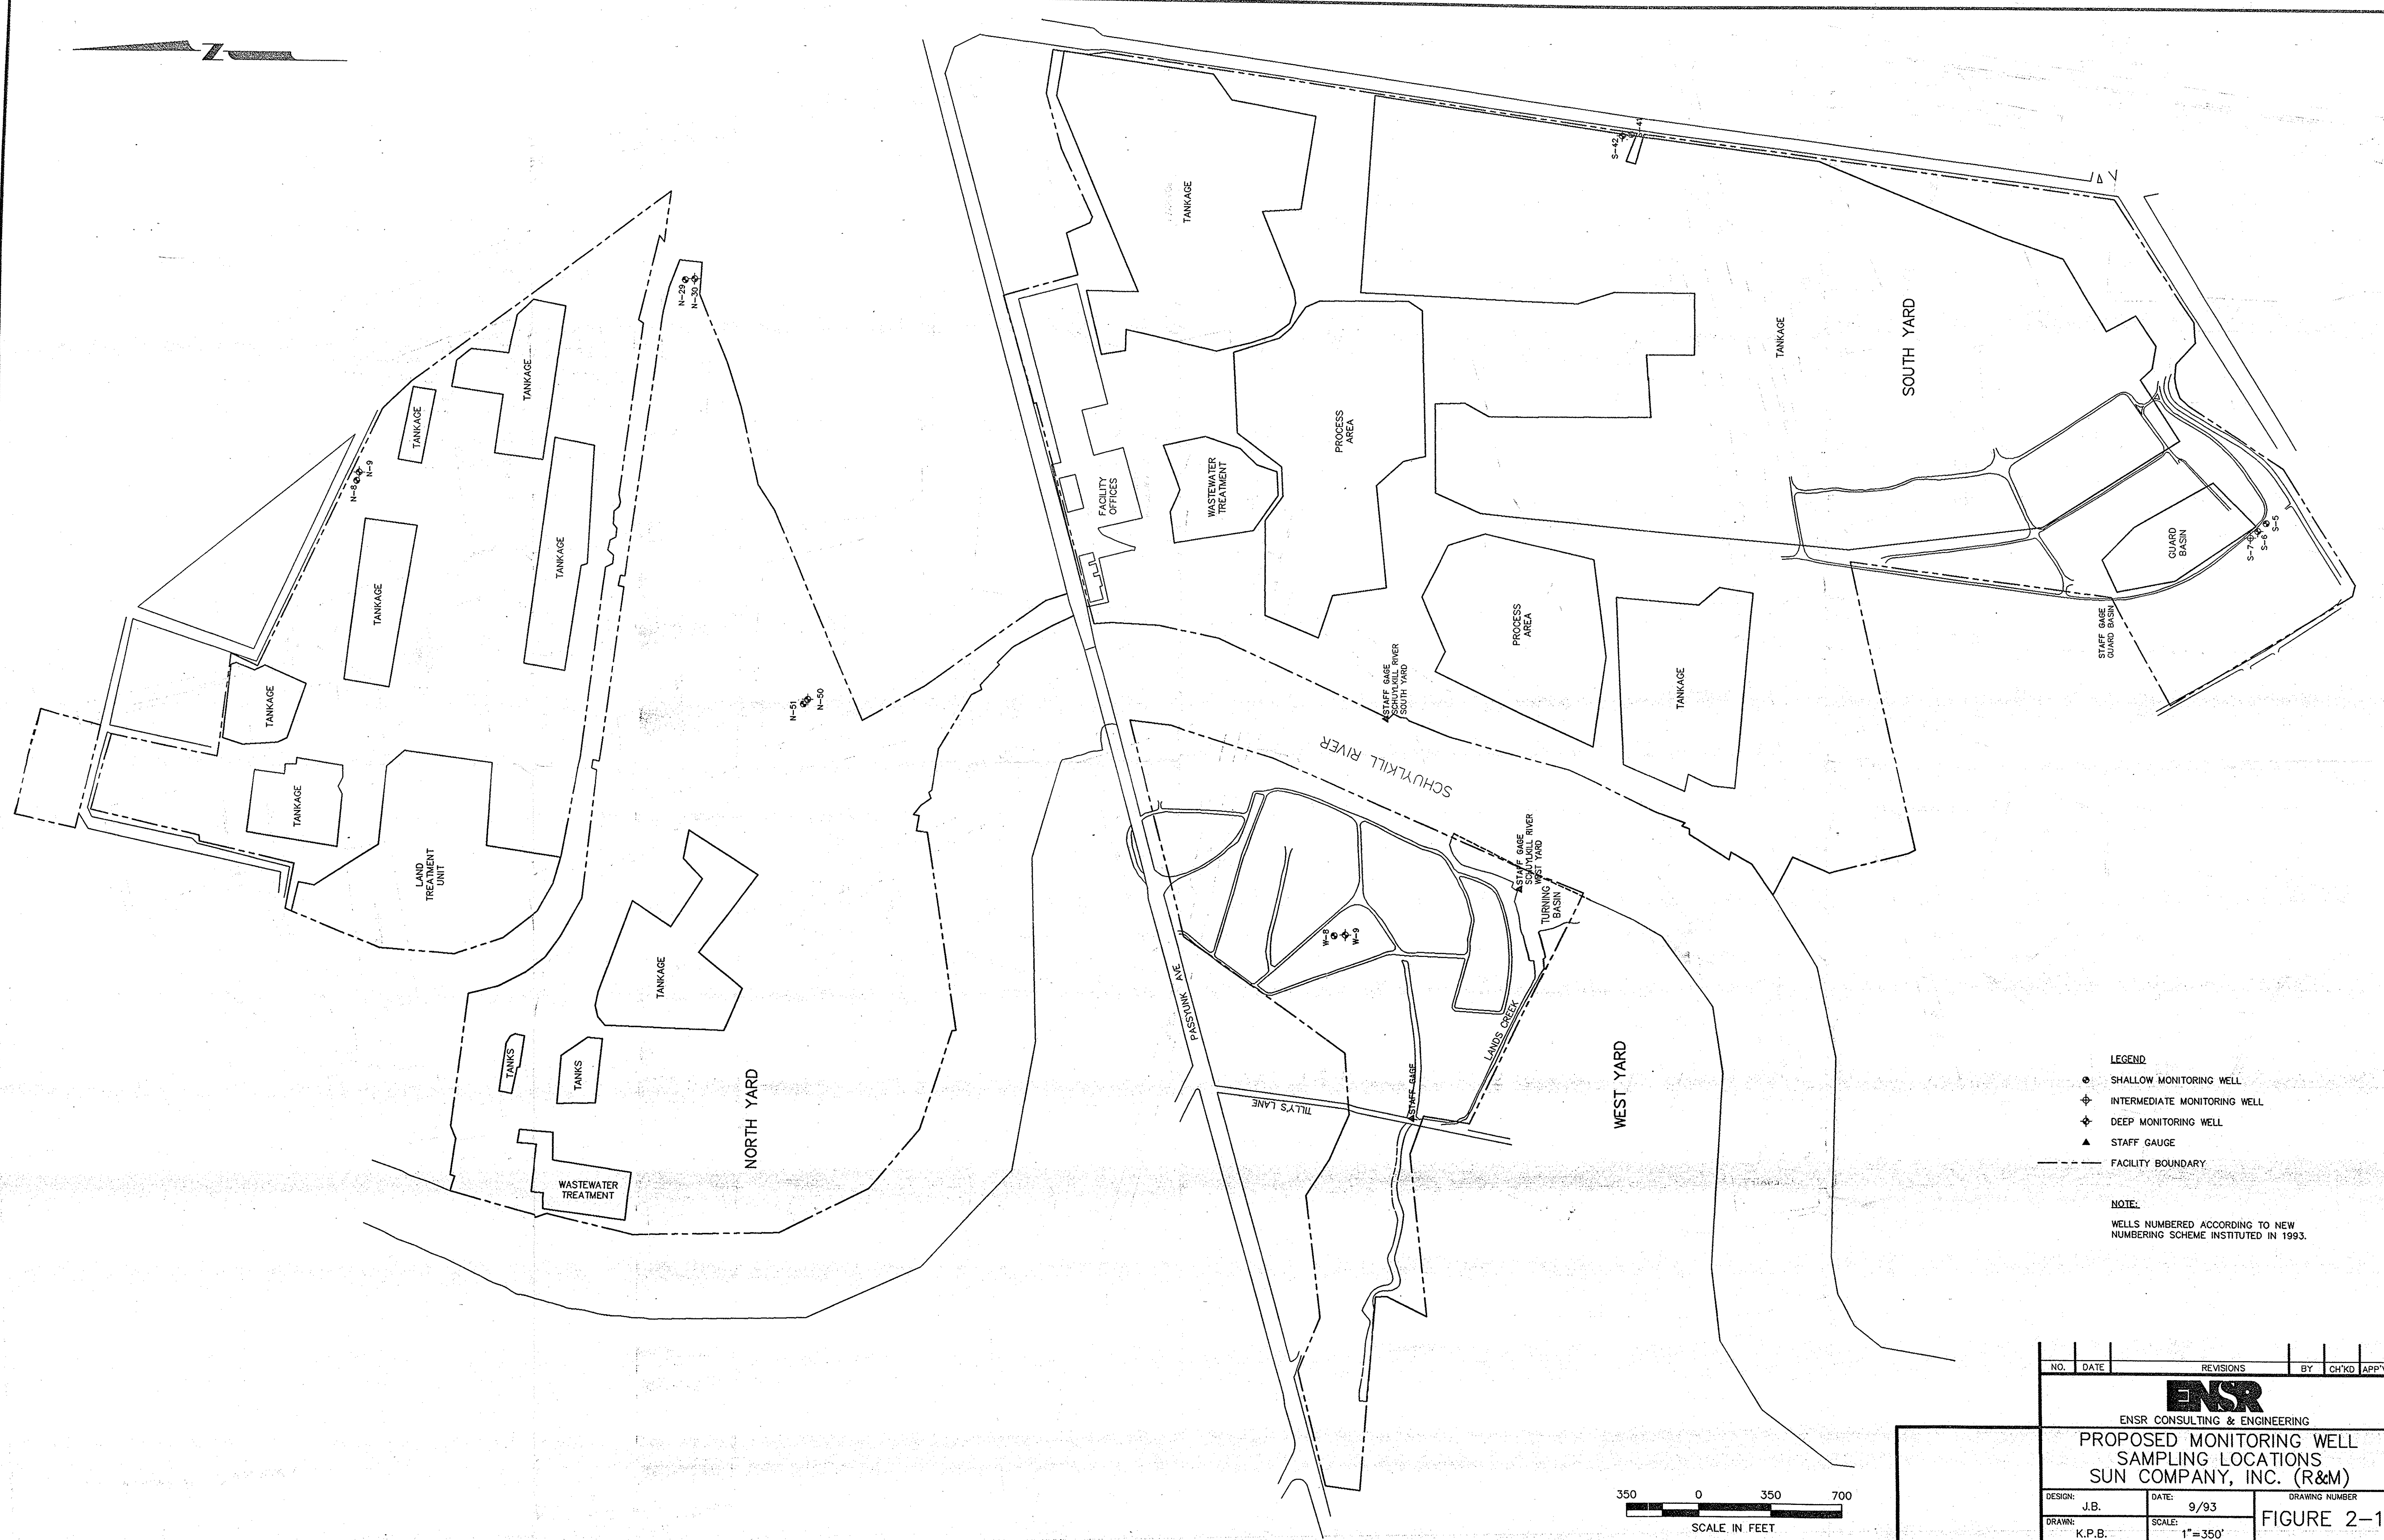 N
TANKAGE
S-42
S-41
N-29
N-30
TANKAGE
TANKAGE
SOUTH YARD
TANKAGE
PROCESS
AREA
N-8
N-9
WASTEWATER
TREATMENT
FACILITY
OFFICES
GUARD
BASIN
S-7
S-6
S-5
TANKAGE
TANKAGE
PROCESS
AREA
STAFF GAGE
GUARD BASIN
STAFF GAGE
SCHUYLKILL RIVER
SOUTH YARD
TANKAGE
N-51
N-50
TANKAGE
SCHUYLKILL RIVER
TANKAGE
LAND
TREATMENT
UNIT
STAFF GAGE
SCHUYLKILL RIVER
WEST YARD
TURNING
BASIN
W-8
W-9
TANKAGE
PASSYUNK AVE
LANDS CREEK
TANKS
TANKS
STAFF GAGE
TILLY'S LANE
NORTH YARD
WEST YARD
WASTEWATER
TREATMENT
LEGEND
SHALLOW MONITORING WELL
INTERMEDIATE MONITORING WELL
DEEP MONITORING WELL
STAFF GAUGE
FACILITY BOUNDARY
NOTE:
WELLS NUMBERED ACCORDING TO NEW
NUMBERING SCHEME INSTITUTED IN 1993.
350 0 350 700
SCALE IN FEET
NO. DATE REVISIONS BY CH'KD APP'V
ENSR
ENSR CONSULTING & ENGINEERING
PROPOSED MONITORING WELL
SAMPLING LOCATIONS
SUN COMPANY, INC. (R&M)
DESIGN: J.B.
DATE: 9/93
DRAWING NUMBER
FIGURE 2-1
DRAWN: K.P.B.
SCALE: 1"=350'